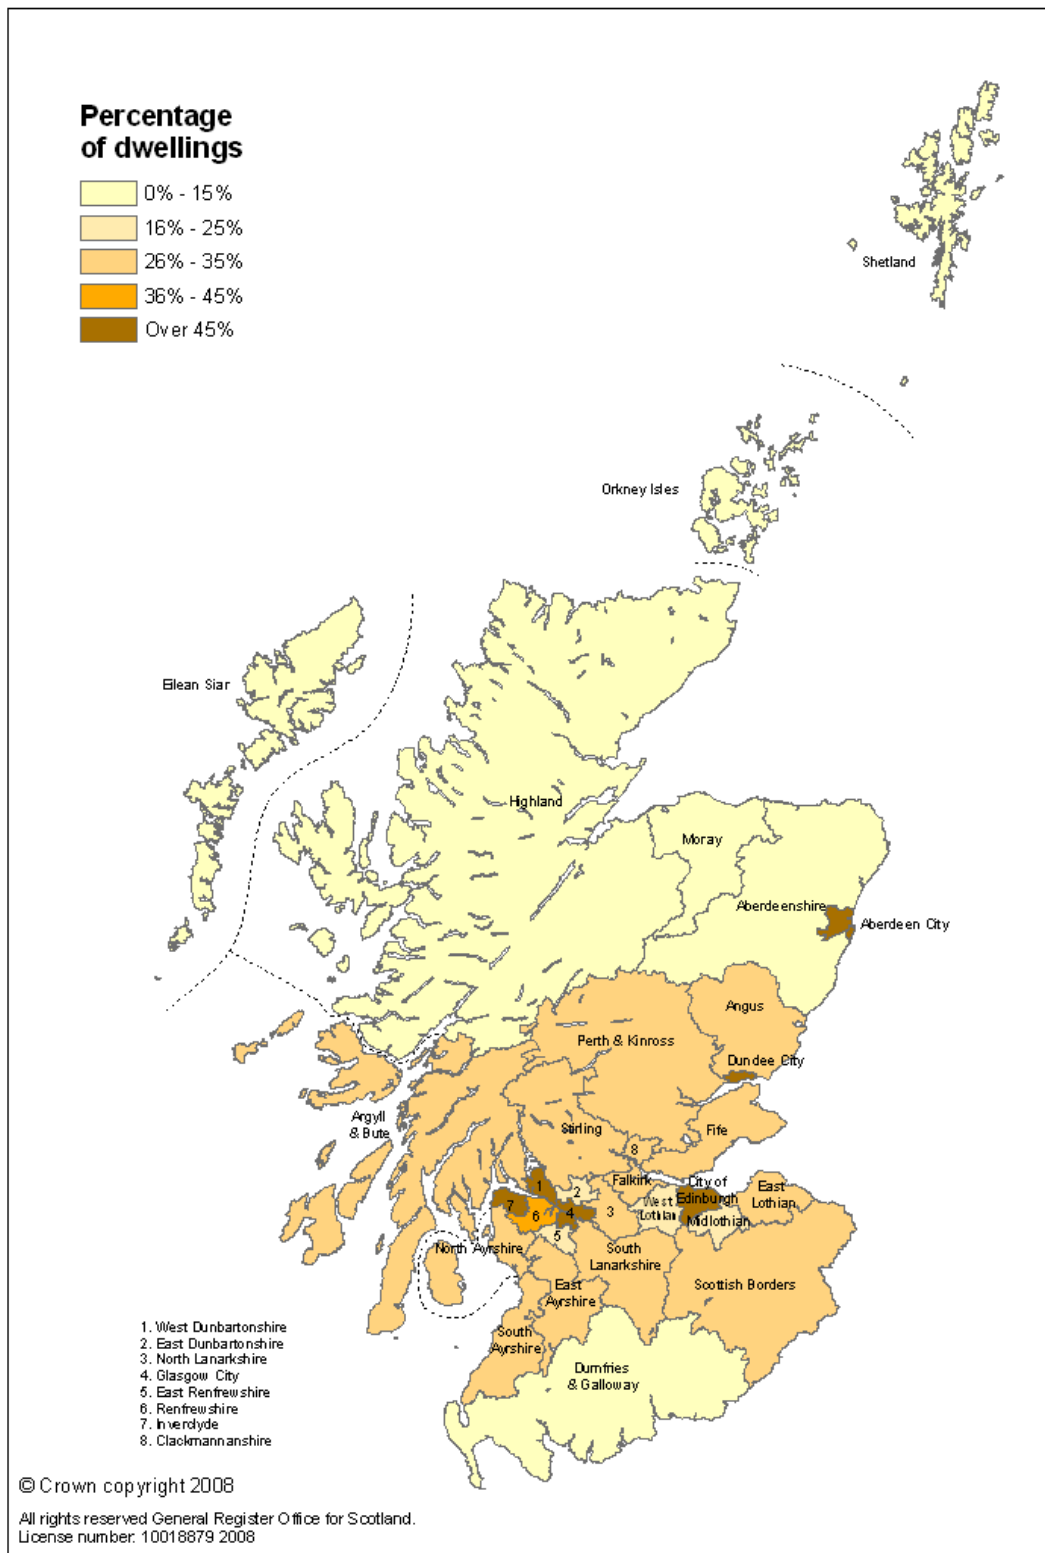 Percentage
of dwellings
0% - 15%
16% - 25%
26% - 35%
36% - 45%
Over 45%
Shetland
Orkney Isles
Eilean Siar
Highland
Moray
Aberdeenshire
Aberdeen City
Angus
Perth & Kinross
Dundee City
Argyll
& Bute
Stirling
Fife
8
1
2
Falkirk
City of
Edinburgh
East
Lothian
West
Lothian
Midlothian
7
6
4
3
5
North Ayrshire
South
Lanarkshire
East
Ayrshire
Scottish Borders
South
Ayrshire
Dumfries
& Galloway
1. West Dunbartonshire
2. East Dunbartonshire
3. North Lanarkshire
4. Glasgow City
5. East Renfrewshire
6. Renfrewshire
7. Inverclyde
8. Clackmannanshire
© Crown copyright 2008
All rights reserved General Register Office for Scotland.
License number: 10018879 2008